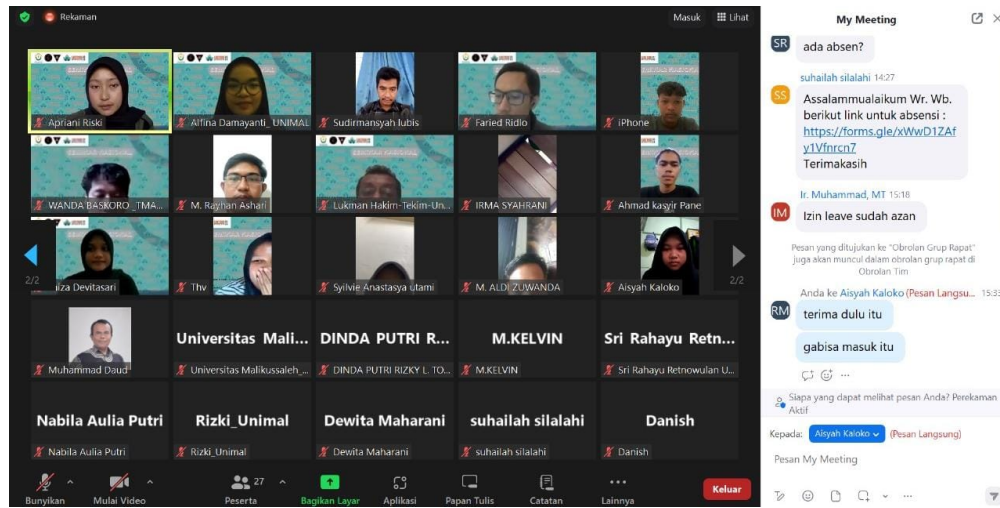 Rekaman
Masuk
Lihat
Apriani Riski
Alfina Damayanti_UNIMAL
Sudirmansyah lubis
Faried Ridlo
iPhone
WANDA BASKORO _TMA...
M. Rayhan Ashari
Lukman Hakim-Tekim-Un...
IRMA SYAHRANI
Ahmad kasyir Pane
2/2
iza Devitasari
Thv
Syilvie Anastasya utami
M. ALDI ZUWANDA
Aisyah Kaloko
2/2
Muhammad Daud
Universitas Mali...
Universitas Malikussaleh_...
DINDA PUTRI R...
DINDA PUTRI RIZKY L. TO...
M.KELVIN
M.KELVIN
Sri Rahayu Retn...
Sri Rahayu Retnowulan U...
Nabila Aulia Putri
Nabila Aulia Putri
Rizki_Unimal
Rizki_Unimal
Dewita Maharani
Dewita Maharani
suhailah silalahi
suhailah silalahi
Danish
Danish
Bunyikan
Mulai Video
27
Peserta
Bagikan Layar
Aplikasi
Papan Tulis
Catatan
Lainnya
Keluar
My Meeting
SR
ada absen?
suhailah silalahi 14:27
SS
Assalammualaikum Wr. Wb.
berikut link untuk absensi :
https://forms.gle/xWwD1ZAf
y1Vfnrcn7
Terimakasih
Ir. Muhammad, MT 15:18
IM
Izin leave sudah azan
Pesan yang ditujukan ke "Obrolan Grup Rapat"
juga akan muncul dalam obrolan grup rapat di
Obrolan Tim
Anda ke Aisyah Kaloko (Pesan Langsu...
RM
terima dulu itu
gabisa masuk itu
Siapa yang dapat melihat pesan Anda? Perekaman
Aktif
Kepada: Aisyah Kaloko (Pesan Langsung)
Pesan My Meeting